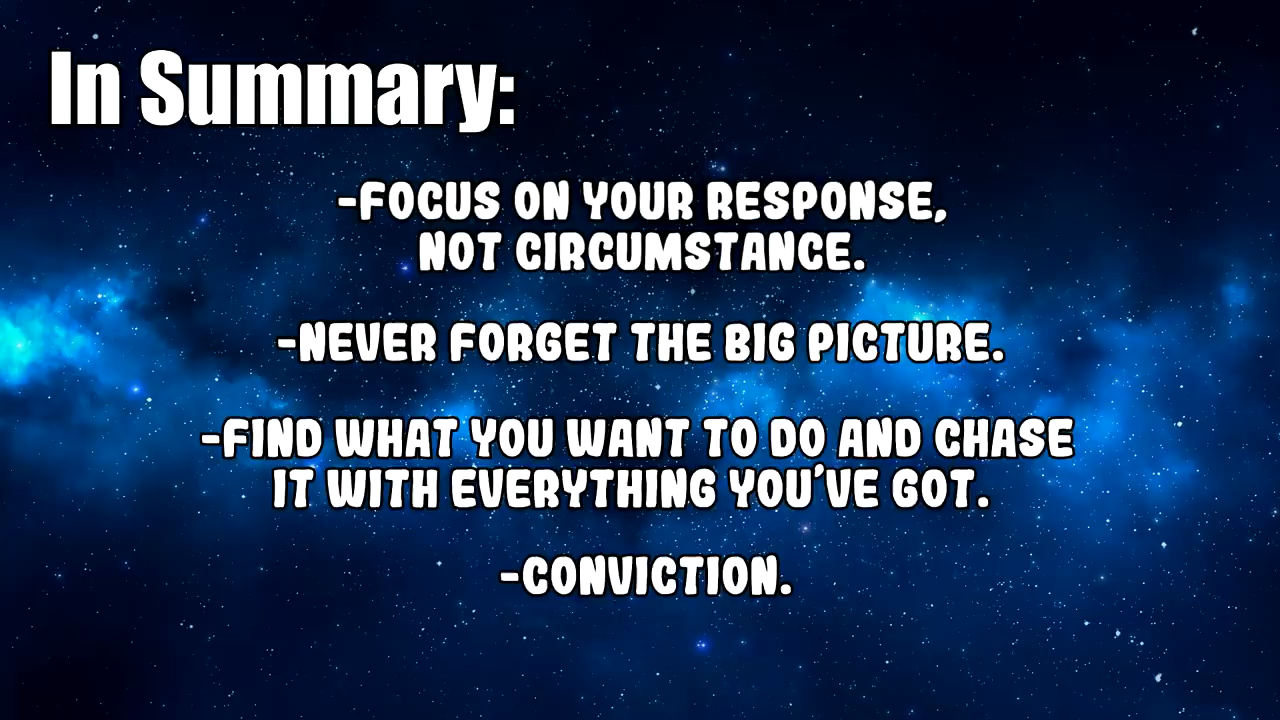 In Summary:
-FOCUS ON YOUR RESPONSE,
NOT CIRCUMSTANCE.
-NEVER FORGET THE BIG PICTURE.
-FIND WHAT YOU WANT TO DO AND CHASE
IT WITH EVERYTHING YOU'VE GOT.
-CONVICTION.